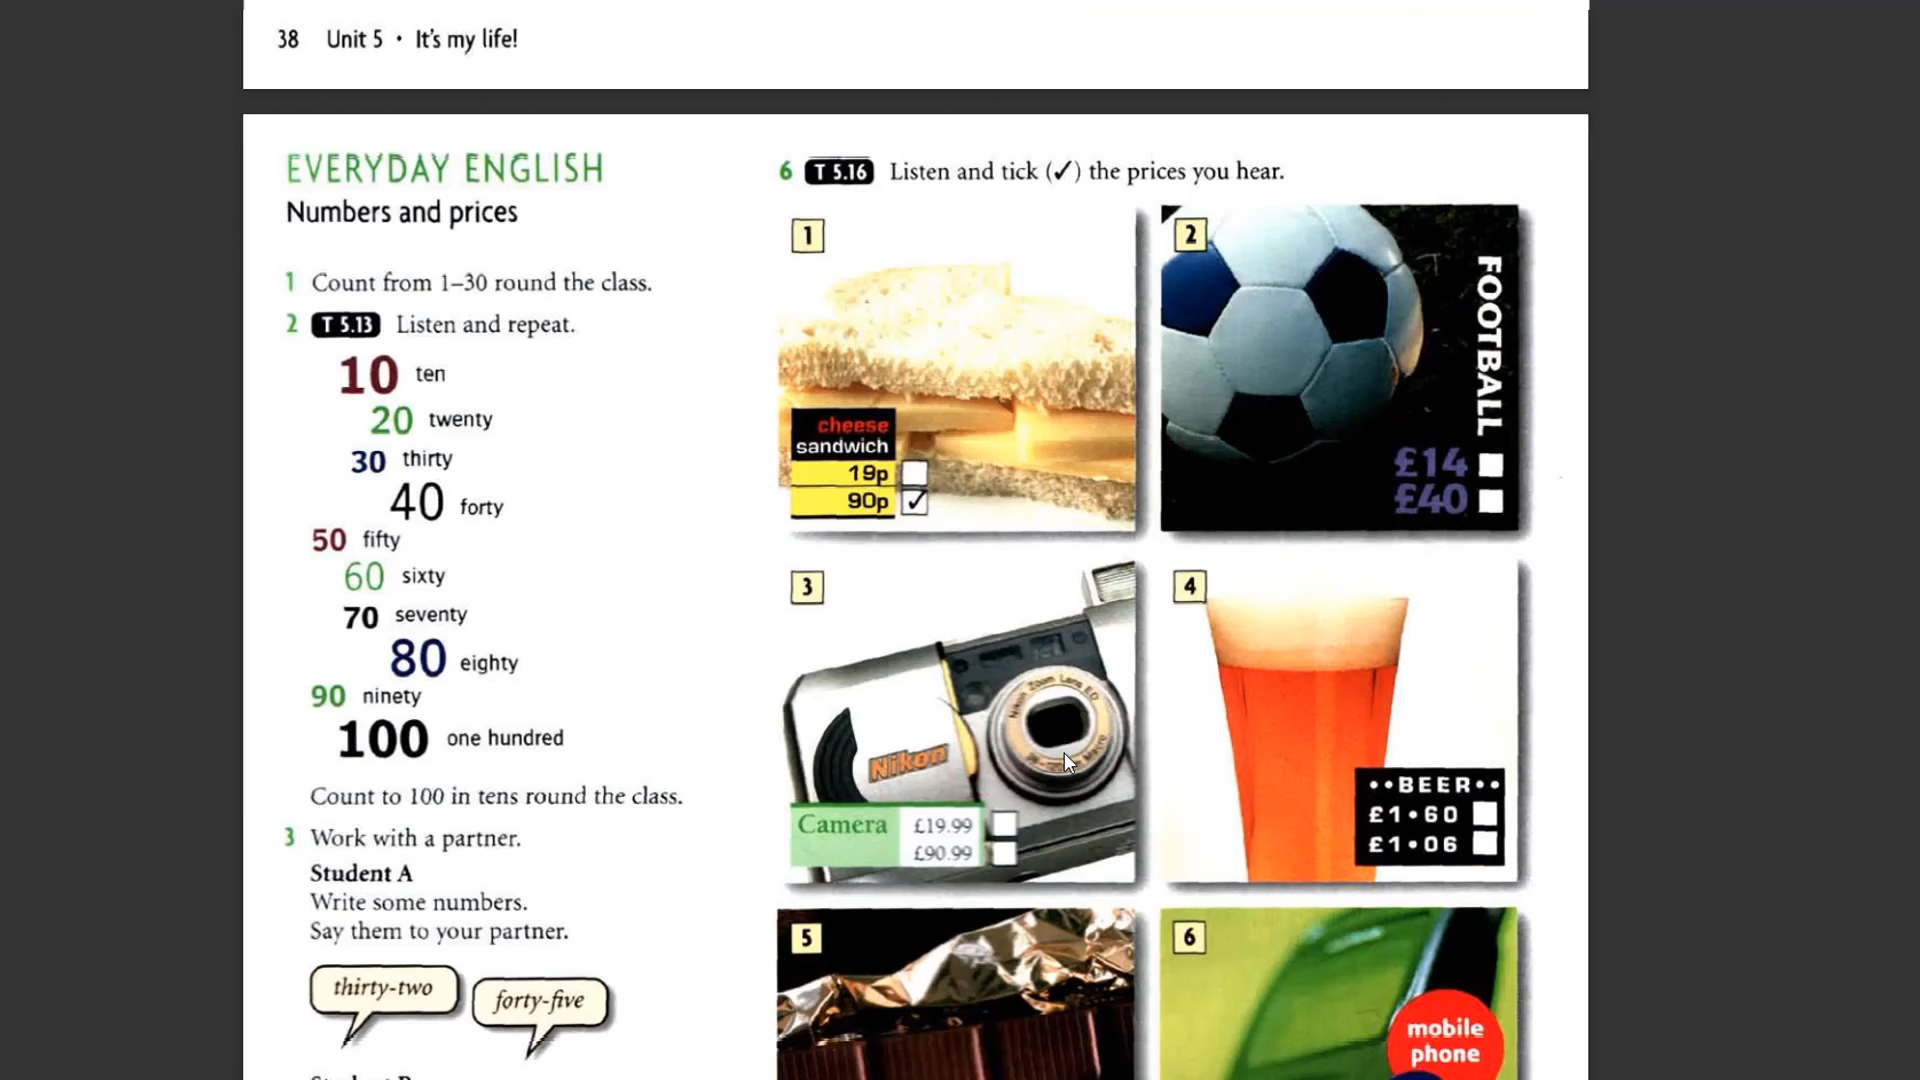 38 Unit 5 • It's my life!
EVERYDAY ENGLISH
Numbers and prices
1 Count from 1–30 round the class.
2 T 5.13 Listen and repeat.
10 ten
20 twenty
30 thirty
40 forty
50 fifty
60 sixty
70 seventy
80 eighty
90 ninety
100 one hundred
Count to 100 in tens round the class.
3 Work with a partner.
Student A
Write some numbers.
Say them to your partner.
thirty-two
forty-five
6 T 5.16 Listen and tick (✓) the prices you hear.
1
cheese
sandwich
19p
90p ✓
2
FOOTBALL
£14
£40
3
Nikon Zoom Lens ED
Nikon
Camera £19.99
£90.99
4
••BEER••
£1•60
£1•06
5
6
mobile
phone